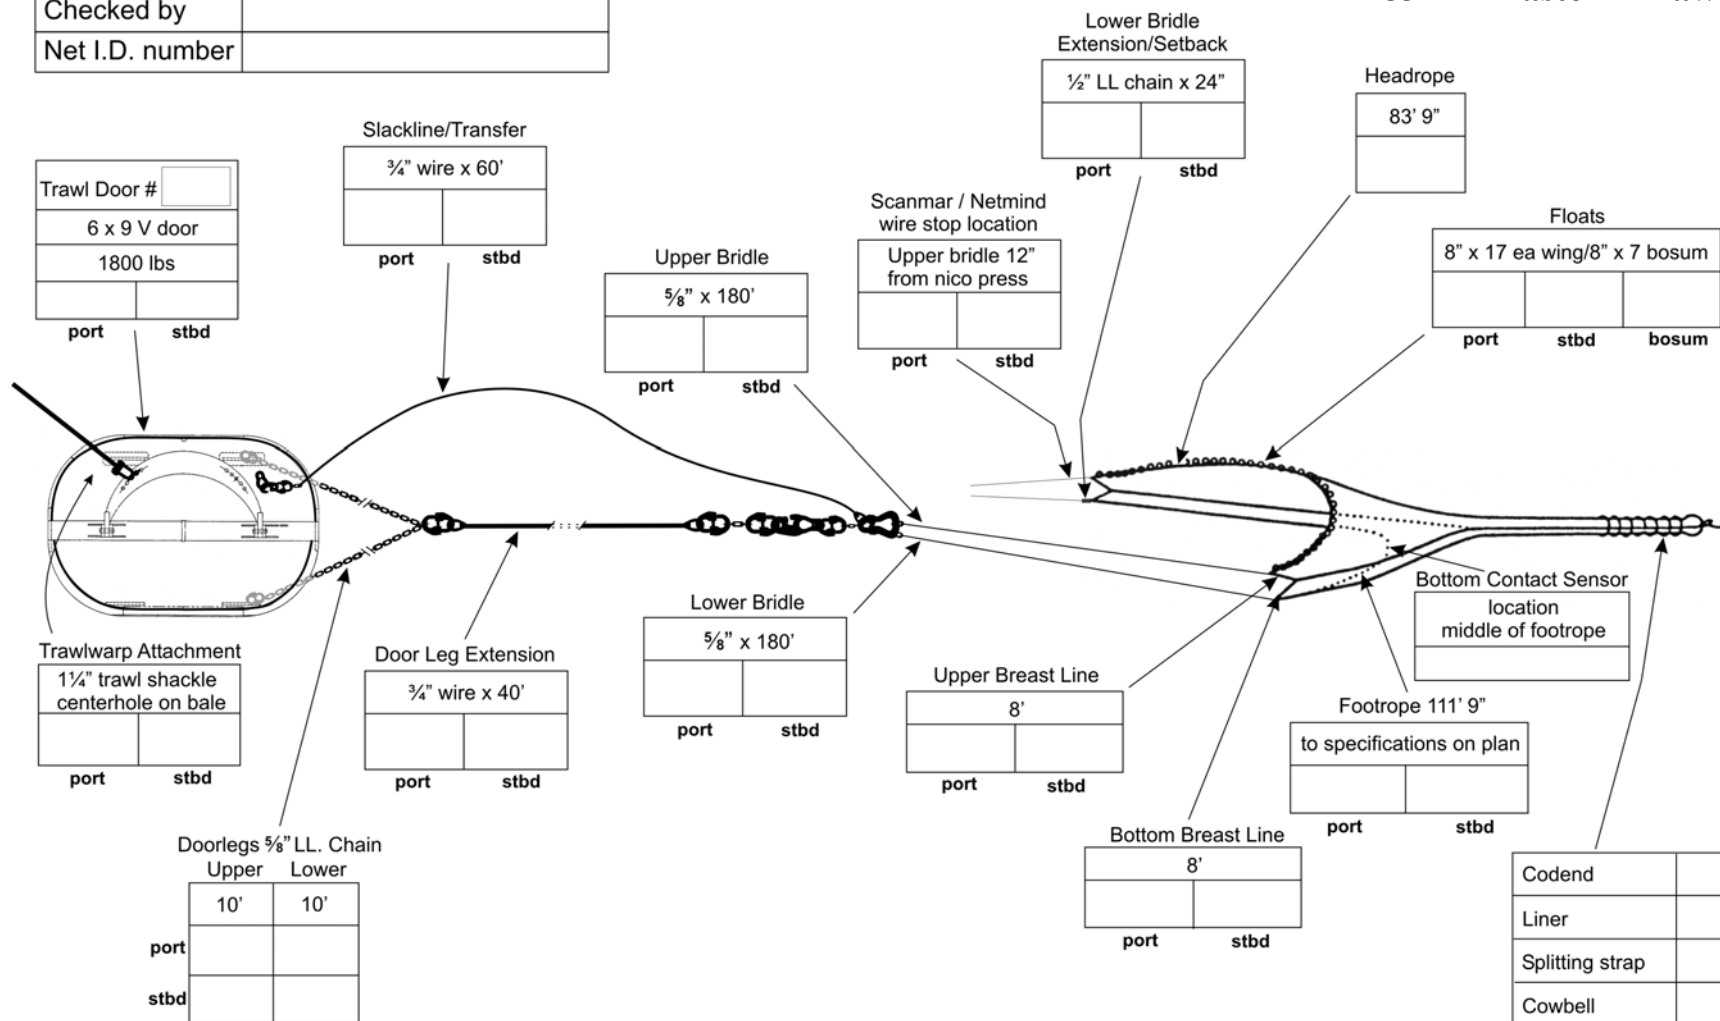 Checked by
Net I.D. number
Lower Bridle
Extension/Setback
½” LL chain x 24”
port stbd
Headrope
83’ 9”
Slackline/Transfer
¾” wire x 60’
port stbd
Trawl Door #
6 x 9 V door
1800 lbs
port stbd
Scanmar / Netmind
wire stop location
Upper bridle 12”
from nico press
port stbd
Floats
8” x 17 ea wing/8” x 7 bosum
port stbd bosum
Upper Bridle
⅝” x 180’
port stbd
Bottom Contact Sensor
location
middle of footrope
Lower Bridle
⅝” x 180’
port stbd
Trawlwarp Attachment
1¼” trawl shackle
centerhole on bale
port stbd
Door Leg Extension
¾” wire x 40’
port stbd
Upper Breast Line
8’
port stbd
Footrope 111’ 9”
to specifications on plan
port stbd
Doorlegs ⅝” LL. Chain
Upper Lower
10’ 10’
port
stbd
Bottom Breast Line
8’
port stbd
Codend
Liner
Splitting strap
Cowbell